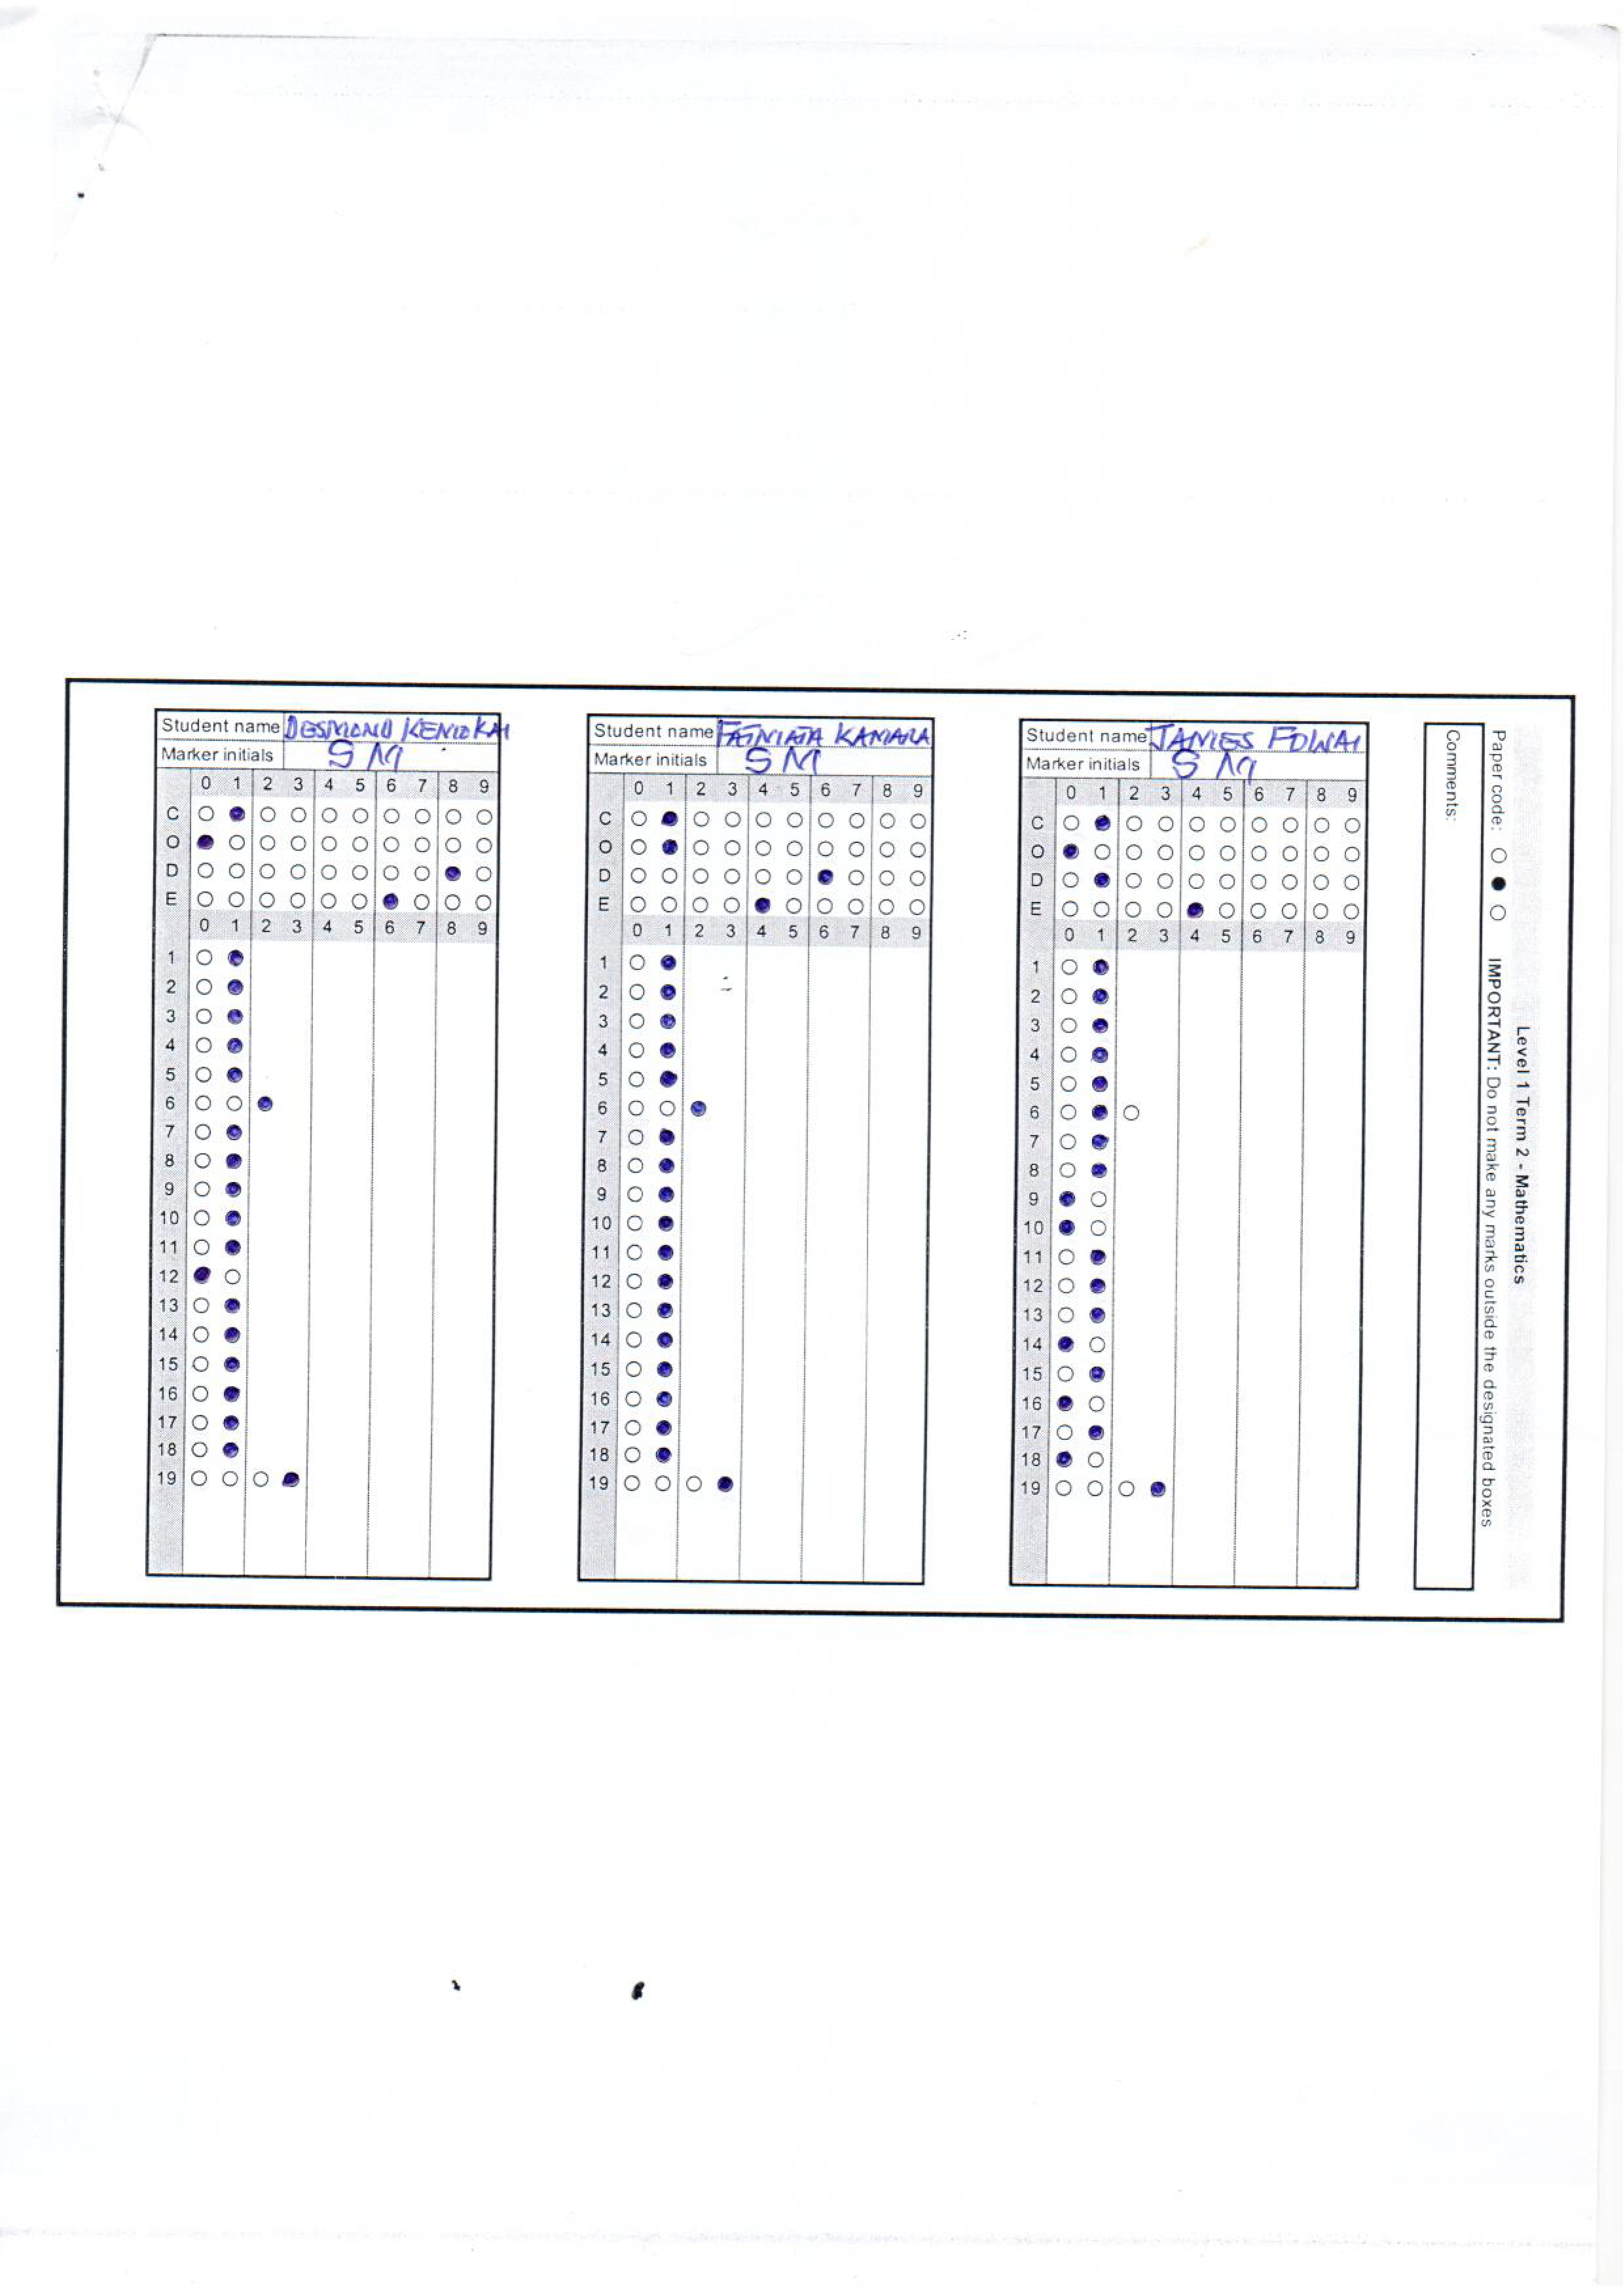 Level 1 Term 2 - Mathematics
Paper code:
IMPORTANT: Do not make any marks outside the designated boxes
Comments:
Student name DESMOND KENIOKAI
Marker initials SM
0 1 2 3 4 5 6 7 8 9
C
O
D
E
0 1 2 3 4 5 6 7 8 9
1
2
3
4
5
6
7
8
9
10
11
12
13
14
15
16
17
18
19
Student name FATMATA KAMARA
Marker initials SM
0 1 2 3 4 5 6 7 8 9
C
O
D
E
0 1 2 3 4 5 6 7 8 9
1
2
3
4
5
6
7
8
9
10
11
12
13
14
15
16
17
18
19
Student name JAMES FOWAI
Marker initials SM
0 1 2 3 4 5 6 7 8 9
C
O
D
E
0 1 2 3 4 5 6 7 8 9
1
2
3
4
5
6
7
8
9
10
11
12
13
14
15
16
17
18
19